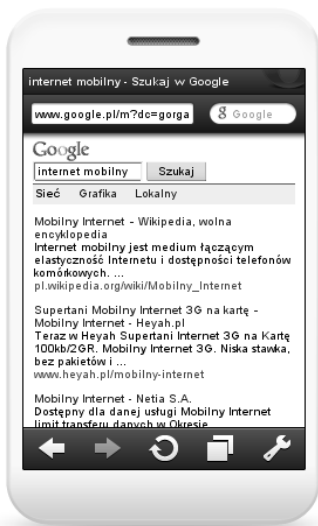 internet mobilny - Szukaj w Google
www.google.pl/m?dc=gorga
g Google
Google
internet mobilny Szukaj
Sieć Grafika Lokalny
Mobilny Internet - Wikipedia, wolna
encyklopedia
Internet mobilny jest medium łączącym
elastyczność Internetu i dostępności telefonów
komórkowych. ...
pl.wikipedia.org/wiki/Mobilny_Internet
Supertani Mobilny Internet 3G na kartę -
Mobilny Internet - Heyah.pl
Teraz w Heyah Supertani Internet 3G na Kartę
100kb/2GR. Mobilny Internet 3G. Niska stawka,
bez pakietów i ...
www.heyah.pl/mobilny-internet
Mobilny Internet - Netia S.A.
Dostępny dla danej usługi Mobilny Internet
limit transferu danych w Okresie